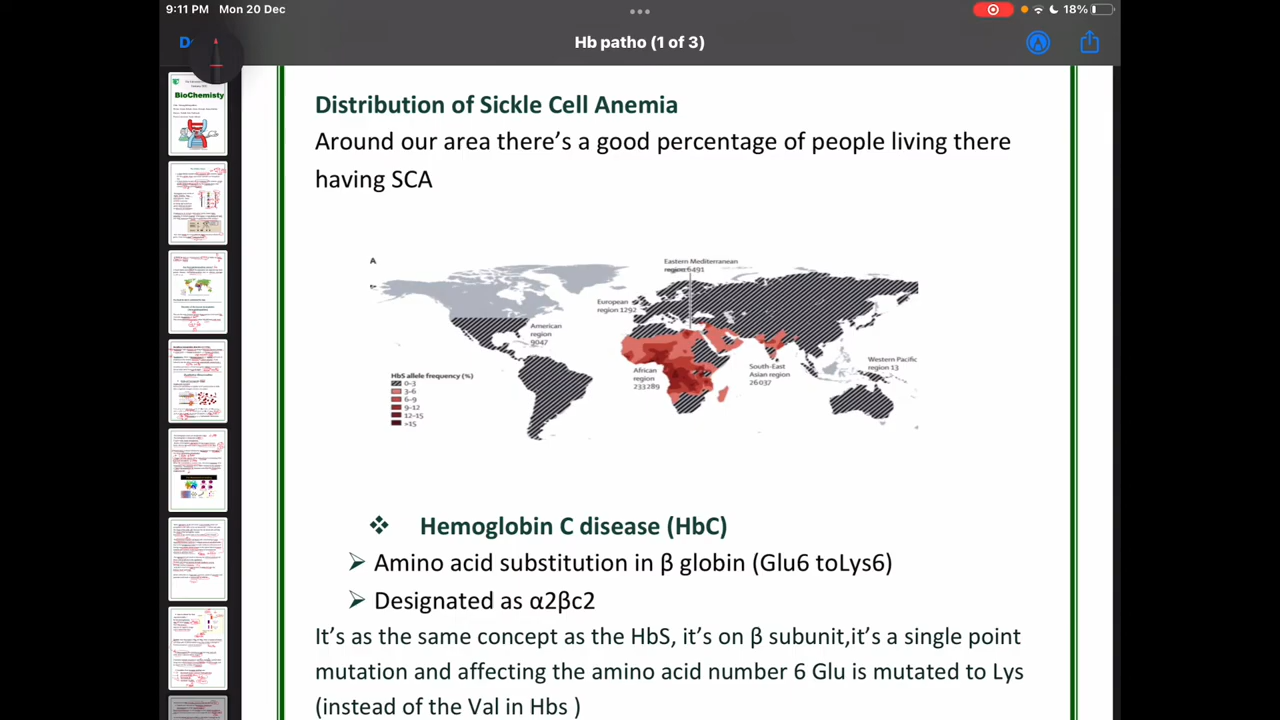 9:11 PM Mon 20 Dec
18%
Hb patho (1 of 3)
BioChemisty
Distribution of Sickle Cell Anemia
Around our area there’s a good percentage of people living there
having SCA
A
Eastern Mediterranean
region 6491
European
region 1292
American
region
9047
African
region
233289
South-East
Asian region
26037
Western Pacific
region 13
HbS allele frequency (%)
0–3
3–6
6–9
9–12
12–15
>15
❖ Hemoglobin C disease (HbC)
Amino acid substitution in β globin (Glu6 toLys6)
➢ Designated as α2βc2
It’s as the same concept as the HbS, it’s on β subunit,it’s a single point
mutation and affecting the amino acid number Glu is mutated to Lys
(instead of the Val in Hbs )